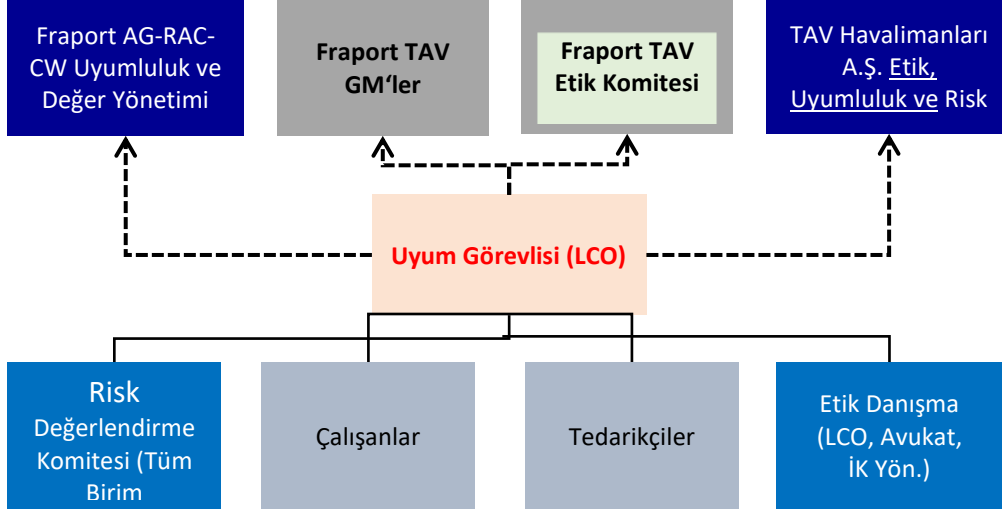 Fraport AG-RAC-
CW Uyumluluk ve
Değer Yönetimi
Fraport TAV
GM‘ler
Fraport TAV
Etik Komitesi
TAV Havalimanları
A.Ş. Etik,
Uyumluluk ve Risk
Uyum Görevlisi (LCO)
Risk
Değerlendirme
Komitesi (Tüm
Birim
Çalışanlar
Tedarikçiler
Etik Danışma
(LCO, Avukat,
İK Yön.)